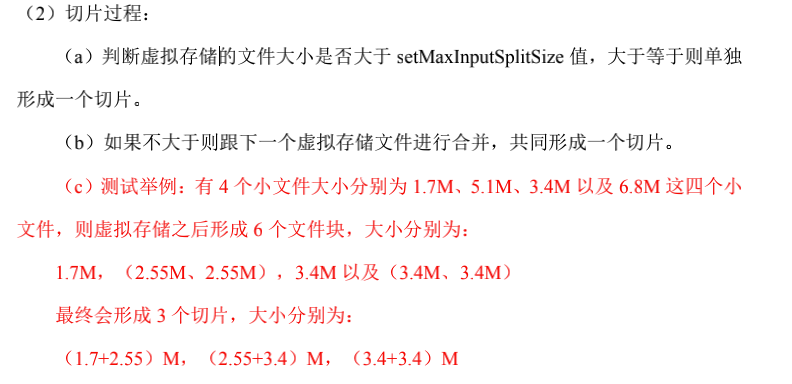 （2）切片过程：
（a）判断虚拟存储的文件大小是否大于 setMaxInputSplitSize 值，大于等于则单独
形成一个切片。
（b）如果不大于则跟下一个虚拟存储文件进行合并，共同形成一个切片。
（c）测试举例：有 4 个小文件大小分别为 1.7M、5.1M、3.4M 以及 6.8M 这四个小
文件，则虚拟存储之后形成 6 个文件块，大小分别为：
1.7M，（2.55M、2.55M），3.4M 以及（3.4M、3.4M）
最终会形成 3 个切片，大小分别为：
（1.7+2.55）M，（2.55+3.4）M，（3.4+3.4）M